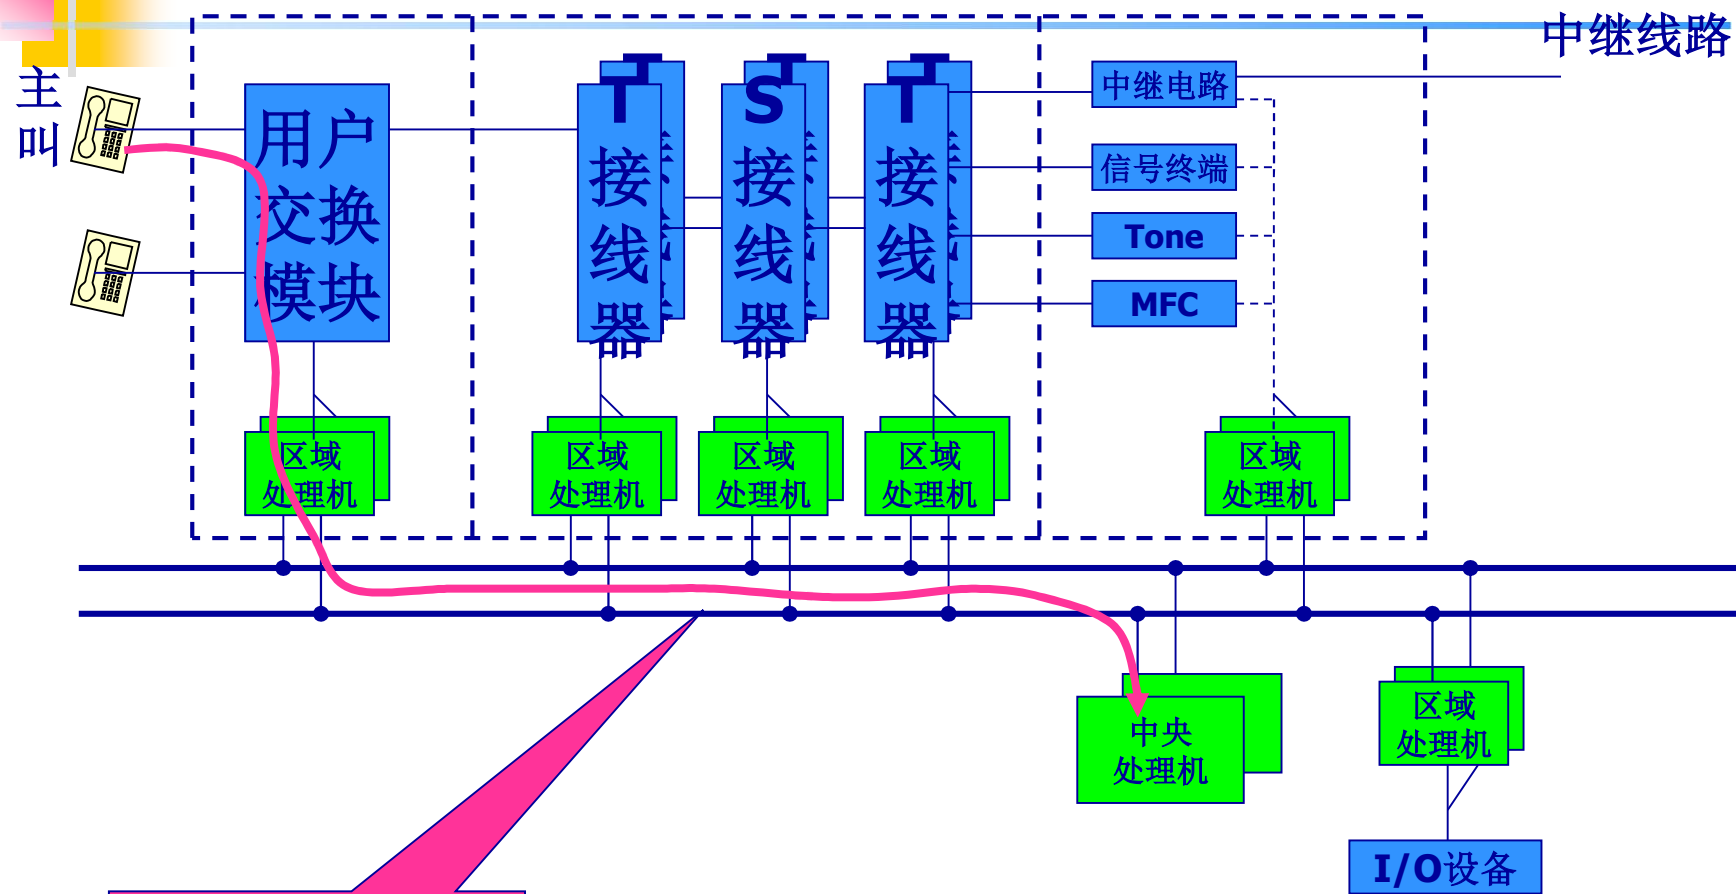 中继线路
主
叫
用户
交换
模块
T
接
线
器
S
接
线
器
T
接
线
器
中继电路
信号终端
Tone
MFC
区域
处理机
区域
处理机
区域
处理机
区域
处理机
区域
处理机
中央
处理机
区域
处理机
I/O设备